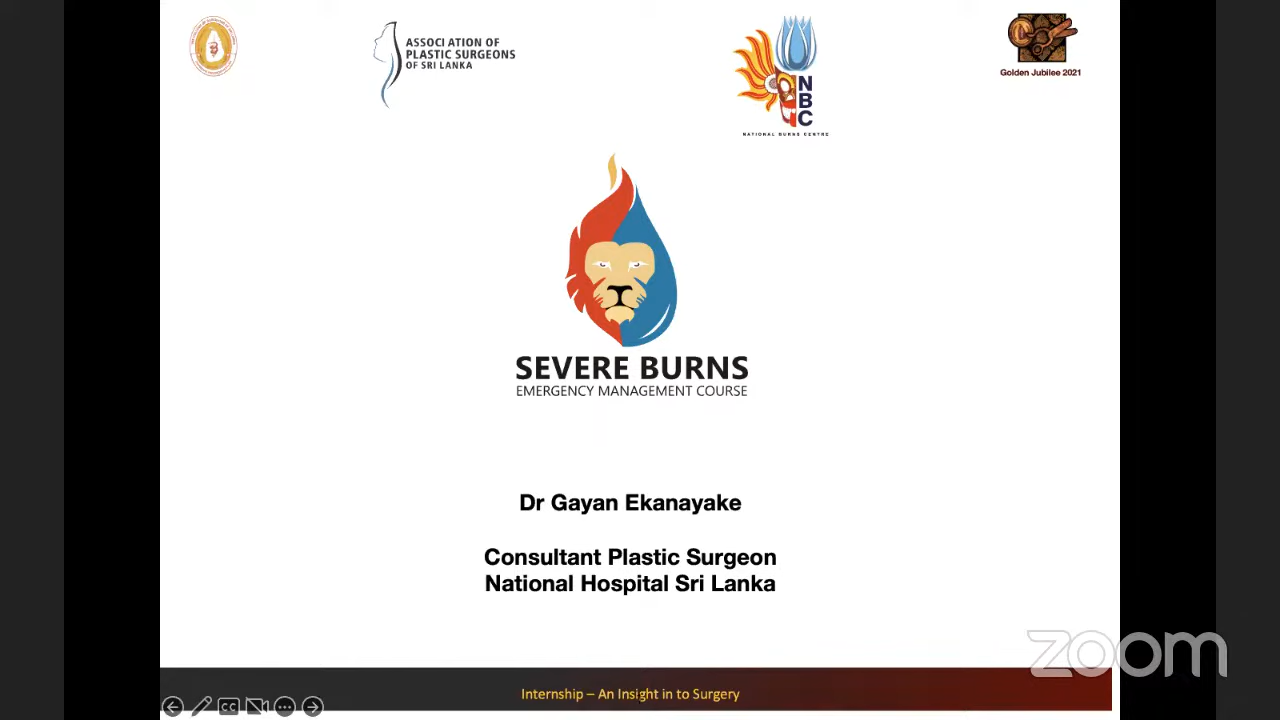 ASSOCIATION OF
PLASTIC SURGEONS
OF SRI LANKA
N
B
C
NATIONAL BURNS CENTRE
Golden Jubilee 2021
SEVERE BURNS
EMERGENCY MANAGEMENT COURSE
Dr Gayan Ekanayake
Consultant Plastic Surgeon
National Hospital Sri Lanka
zoom
Internship – An Insight in to Surgery
CC